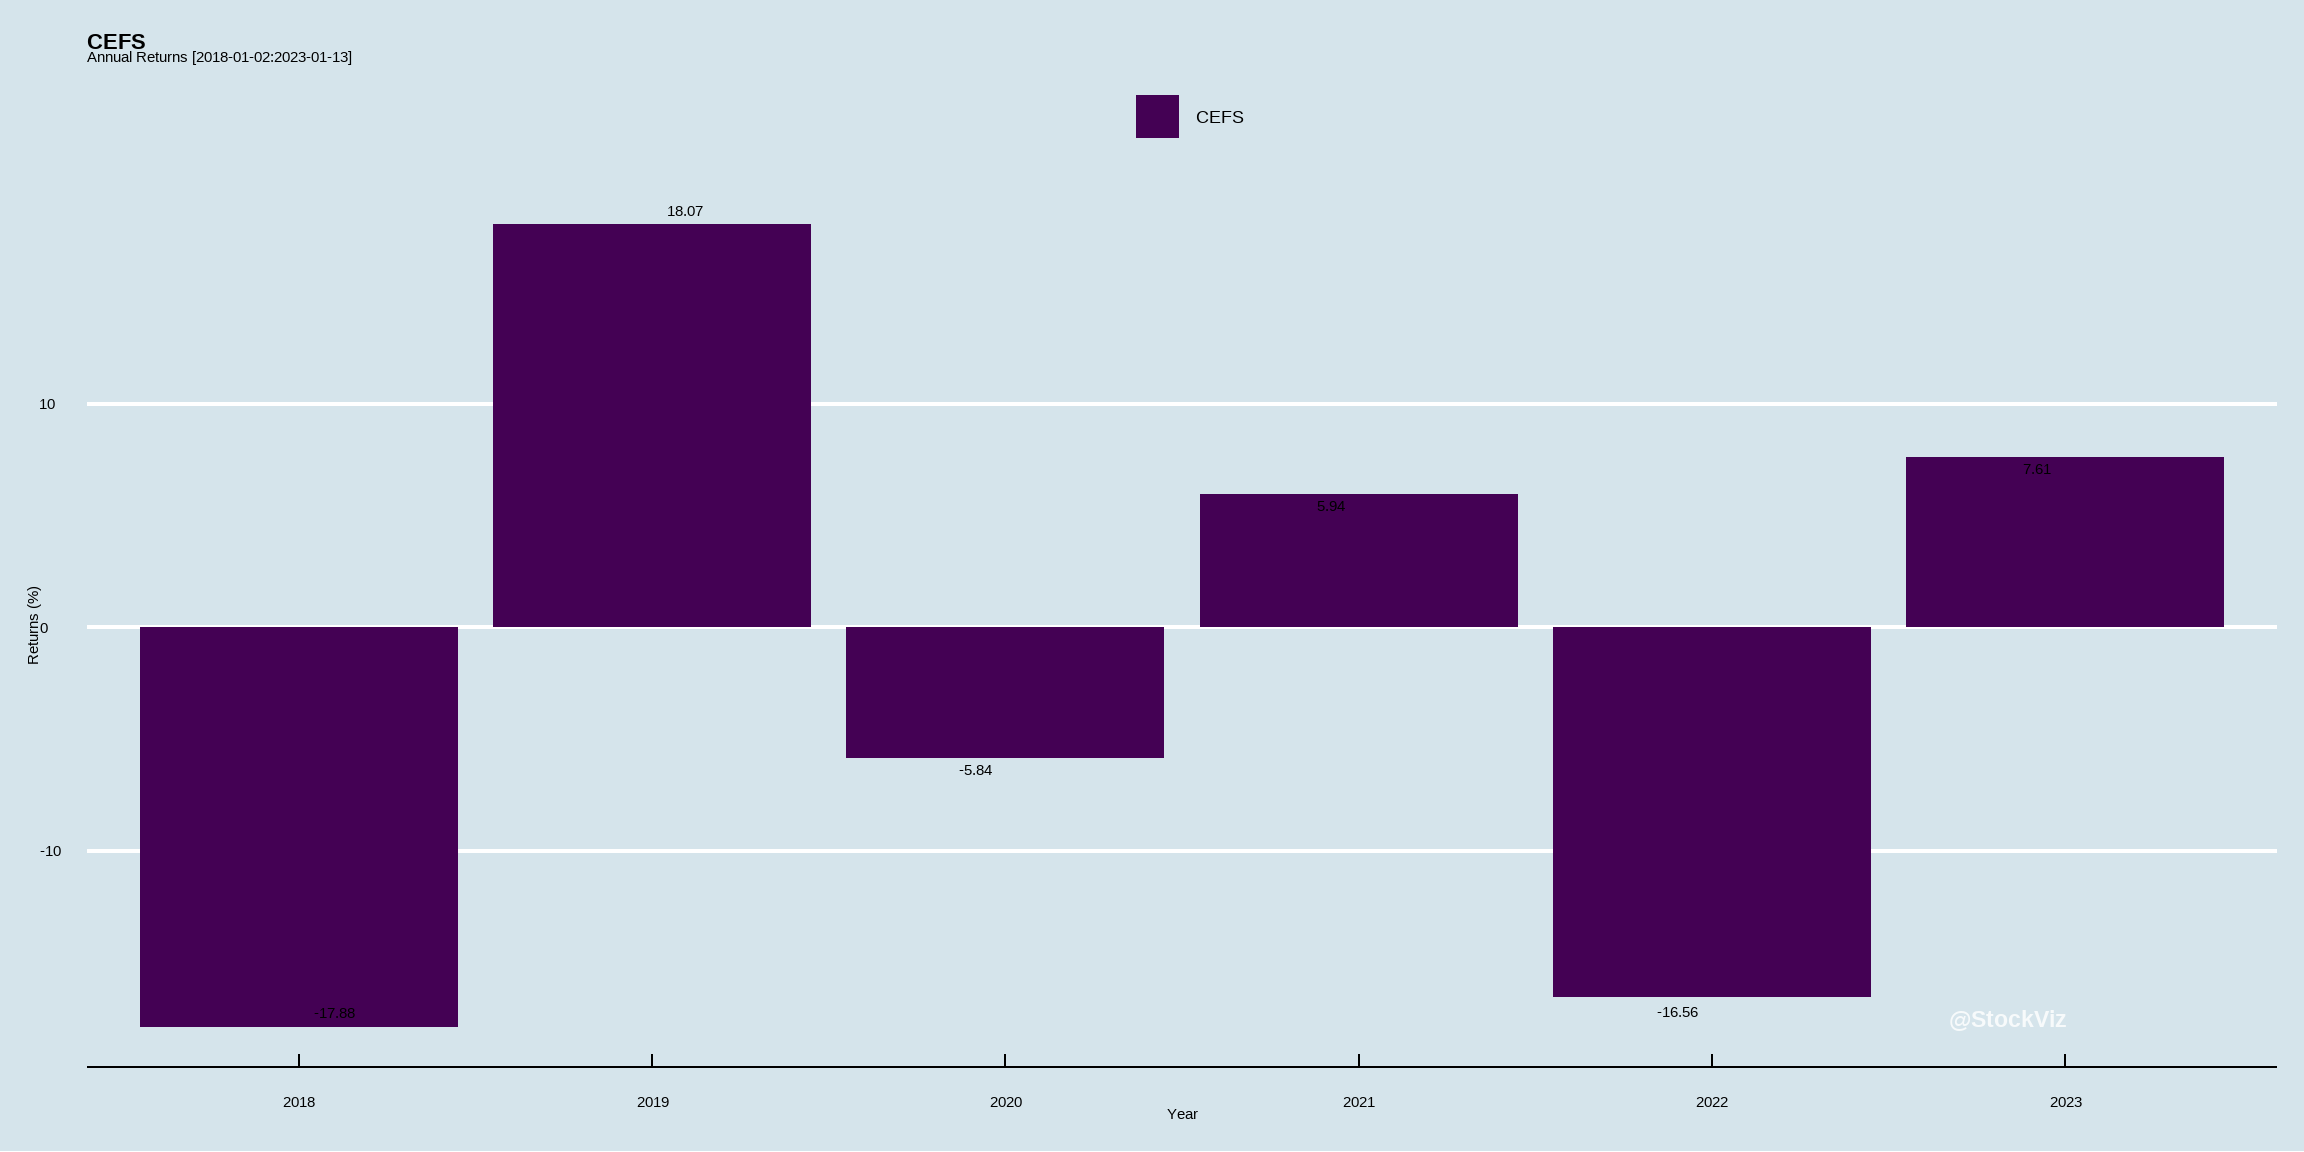 CEFS
Annual Returns [2018-01-02:2023-01-13]
CEFS
18.07
10
7.61
5.94
Returns (%)
0
-5.84
-10
-17.88
-16.56
@StockViz
2018
2019
2020
2021
2022
2023
Year